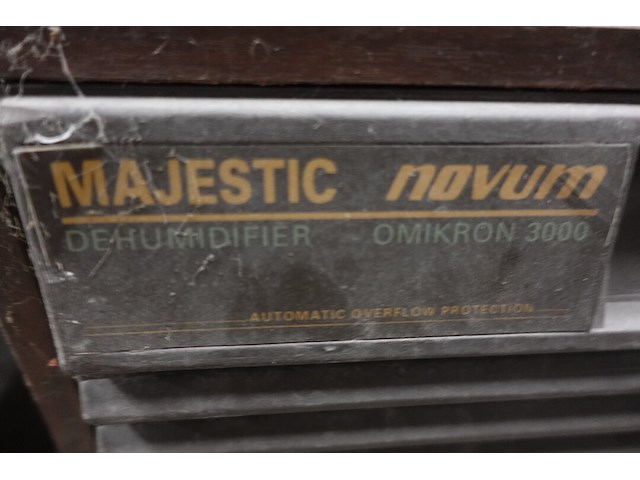 MAJESTIC novum
DEHUMIDIFIER OMIKRON 3000
AUTOMATIC OVERFLOW PROTECTION